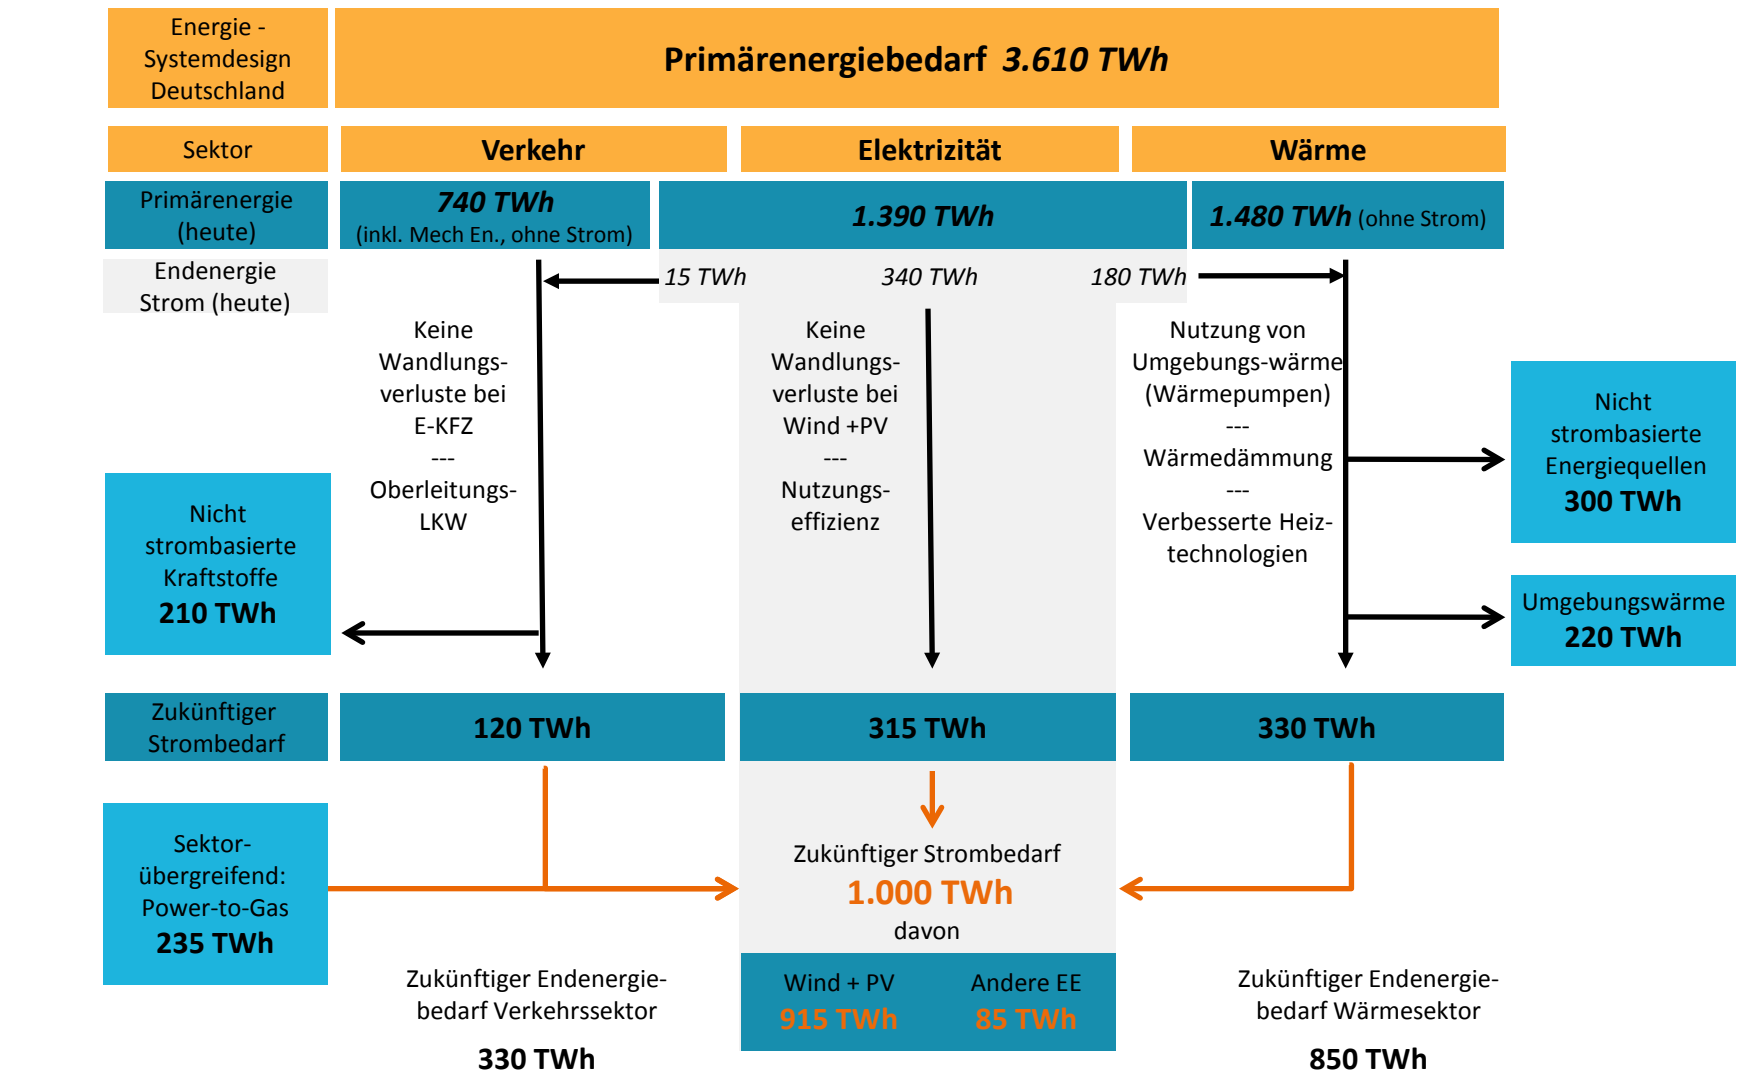 Energie -
Systemdesign
Deutschland
Primärenergiebedarf 3.610 TWh
Sektor
Verkehr
Elektrizität
Wärme
Primärenergie
(heute)
740 TWh
(inkl. Mech En., ohne Strom)
1.390 TWh
1.480 TWh (ohne Strom)
Endenergie
Strom (heute)
15 TWh
340 TWh
180 TWh
Keine
Wandlungs-
verluste bei
E-KFZ
---
Oberleitungs-
LKW
Keine
Wandlungs-
verluste bei
Wind +PV
---
Nutzungs-
effizienz
Nutzung von
Umgebungs-wärme
(Wärmepumpen)
---
Wärmedämmung
---
Verbesserte Heiz-
technologien
Nicht
strombasierte
Energiequellen
300 TWh
Nicht
strombasierte
Kraftstoffe
210 TWh
Umgebungswärme
220 TWh
Zukünftiger
Strombedarf
120 TWh
315 TWh
330 TWh
Sektor-
übergreifend:
Power-to-Gas
235 TWh
Zukünftiger Strombedarf
1.000 TWh
davon
Wind + PV
915 TWh
Andere EE
85 TWh
Zukünftiger Endenergie-
bedarf Verkehrssektor
330 TWh
Zukünftiger Endenergie-
bedarf Wärmesektor
850 TWh